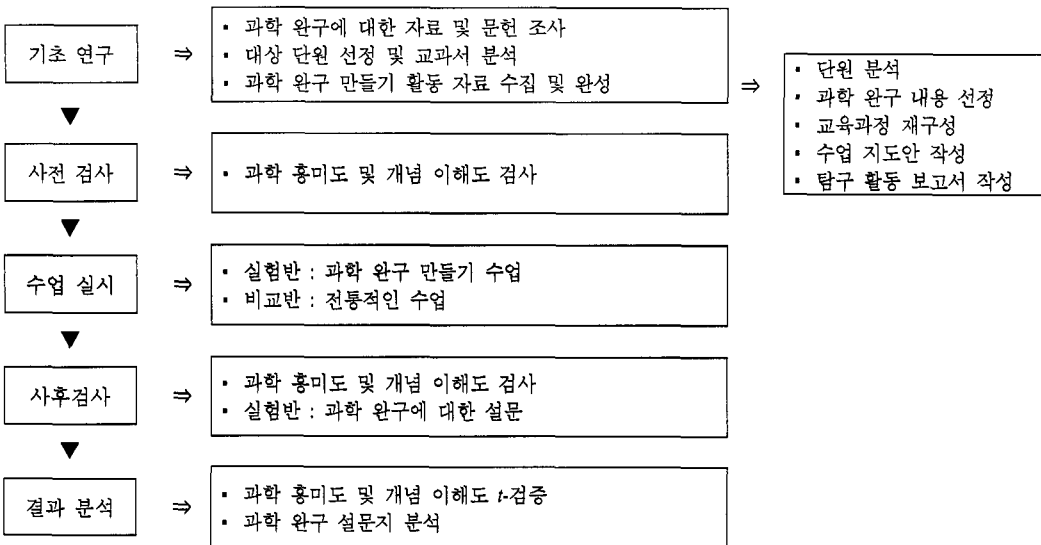 기초 연구
⇒
▪ 과학 완구에 대한 자료 및 문헌 조사
▪ 대상 단원 선정 및 교과서 분석
▪ 과학 완구 만들기 활동 자료 수집 및 완성
⇒
▪ 단원 분석
▪ 과학 완구 내용 선정
▪ 교육과정 재구성
▪ 수업 지도안 작성
▪ 탐구 활동 보고서 작성
▼
사전 검사
⇒
▪ 과학 흥미도 및 개념 이해도 검사
▼
수업 실시
⇒
▪ 실험반 : 과학 완구 만들기 수업
▪ 비교반 : 전통적인 수업
▼
사후검사
⇒
▪ 과학 흥미도 및 개념 이해도 검사
▪ 실험반 : 과학 완구에 대한 설문
▼
결과 분석
⇒
▪ 과학 흥미도 및 개념 이해도 t-검증
▪ 과학 완구 설문지 분석